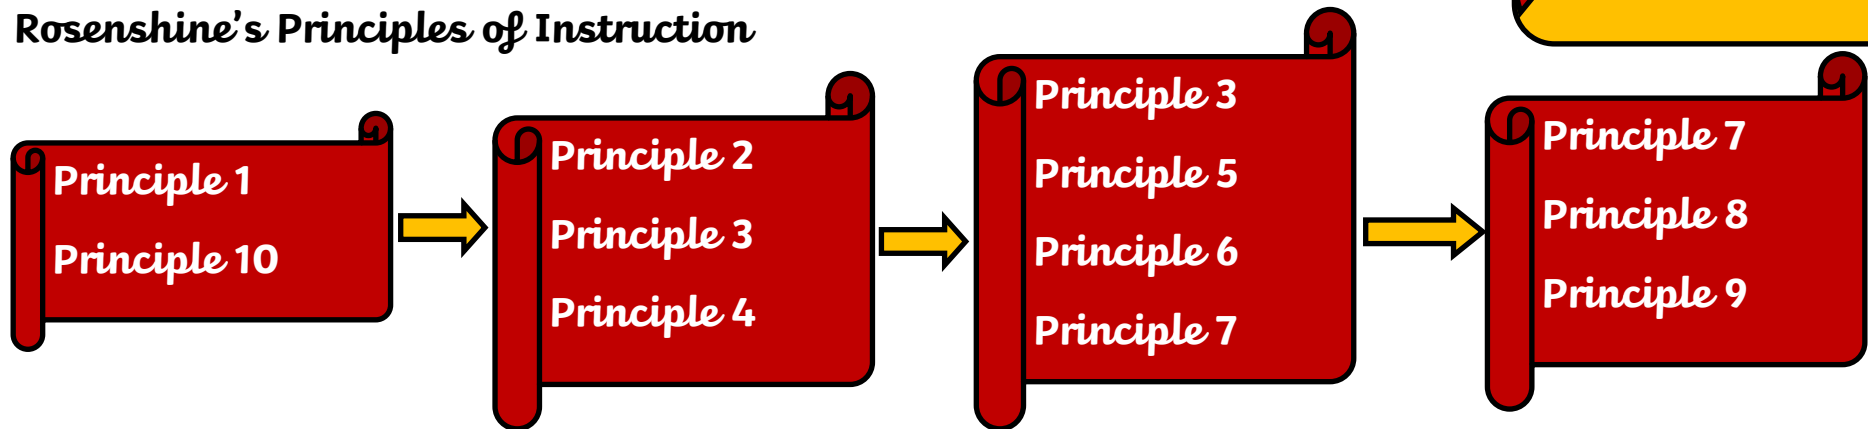 Rosenshine's Principles of Instruction
Principle 1
Principle 10
Principle 2
Principle 3
Principle 4
Principle 3
Principle 5
Principle 6
Principle 7
Principle 7
Principle 8
Principle 9